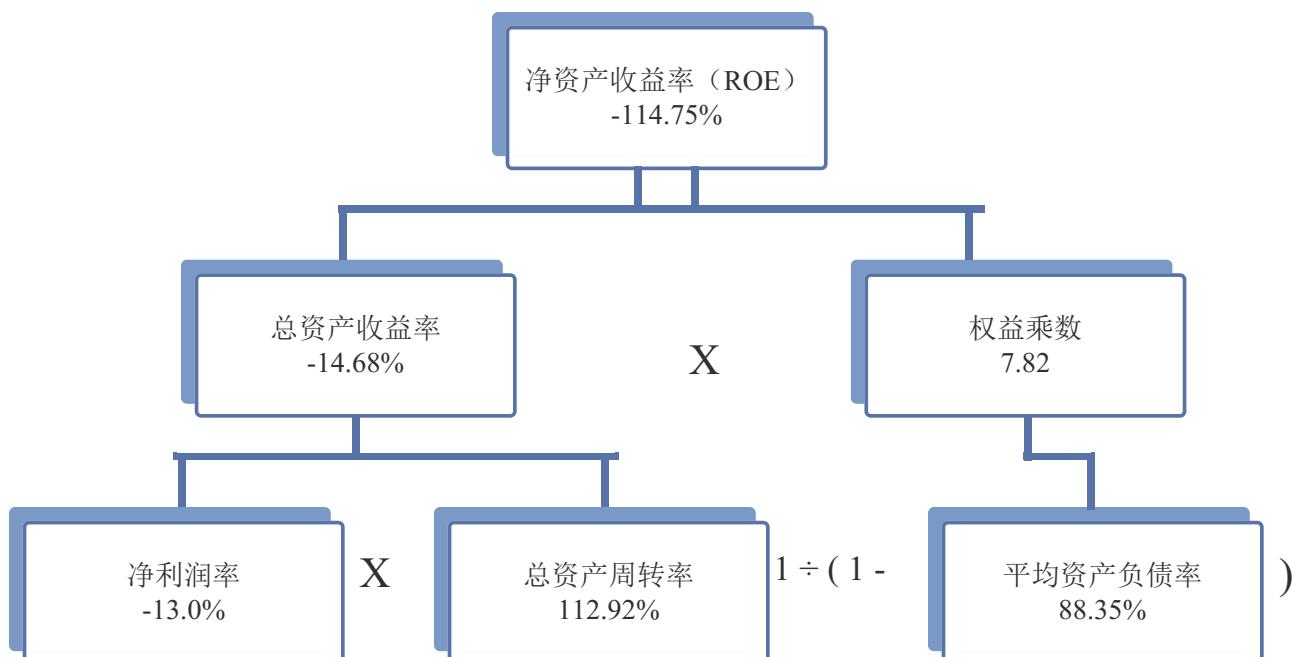 净资产收益率（ROE）
-114.75%
总资产收益率
-14.68%
X
权益乘数
7.82
净利润率
-13.0%
X
总资产周转率
112.92%
1 ÷ ( 1 -
平均资产负债率
88.35%
)